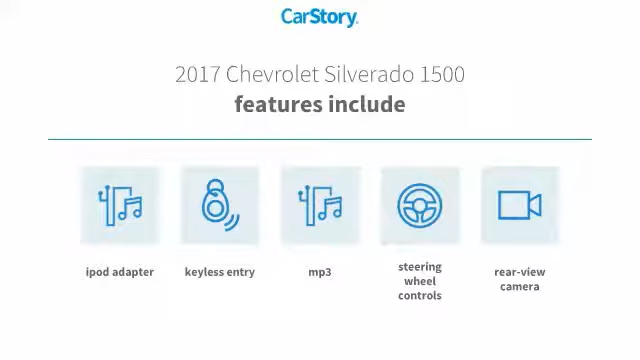 CarStory
2017 Chevrolet Silverado 1500
features include
ipod adapter
keyless entry
mp3
steering
wheel
controls
rear-view
camera